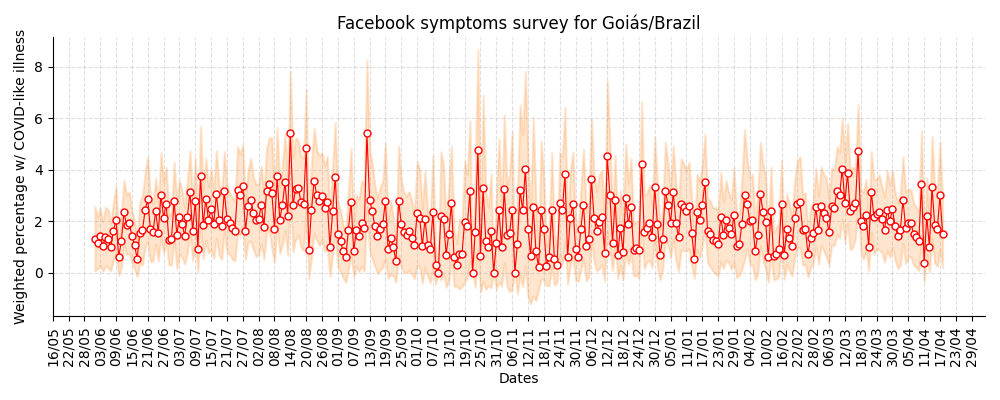 Facebook symptoms survey for Goiás/Brazil
Weighted percentage w/ COVID-like illness
8
6
4
2
0
16/05 22/05 28/05 03/06 09/06 15/06 21/06 27/06 03/07 09/07 15/07 21/07 27/07 02/08 08/08 14/08 20/08 26/08 01/09 07/09 13/09 19/09 25/09 01/10 07/10 13/10 19/10 25/10 31/10 06/11 12/11 18/11 24/11 30/11 06/12 12/12 18/12 24/12 30/12 05/01 11/01 17/01 23/01 29/01 04/02 10/02 16/02 22/02 28/02 06/03 12/03 18/03 24/03 30/03 05/04 11/04 17/04 23/04 29/04
Dates